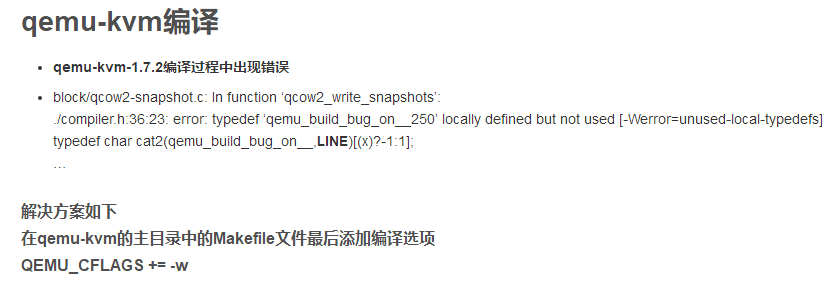 qemu-kvm编译
qemu-kvm-1.7.2编译过程中出现错误
block/qcow2-snapshot.c: In function ‘qcow2_write_snapshots’:
./compiler.h:36:23: error: typedef ‘qemu_build_bug_on__250’ locally defined but not used [-Werror=unused-local-typedefs]
typedef char cat2(qemu_build_bug_on__,LINE)[(x)?-1:1];
…
解决方案如下
在qemu-kvm的主目录中的Makefile文件最后添加编译选项
QEMU_CFLAGS += -w